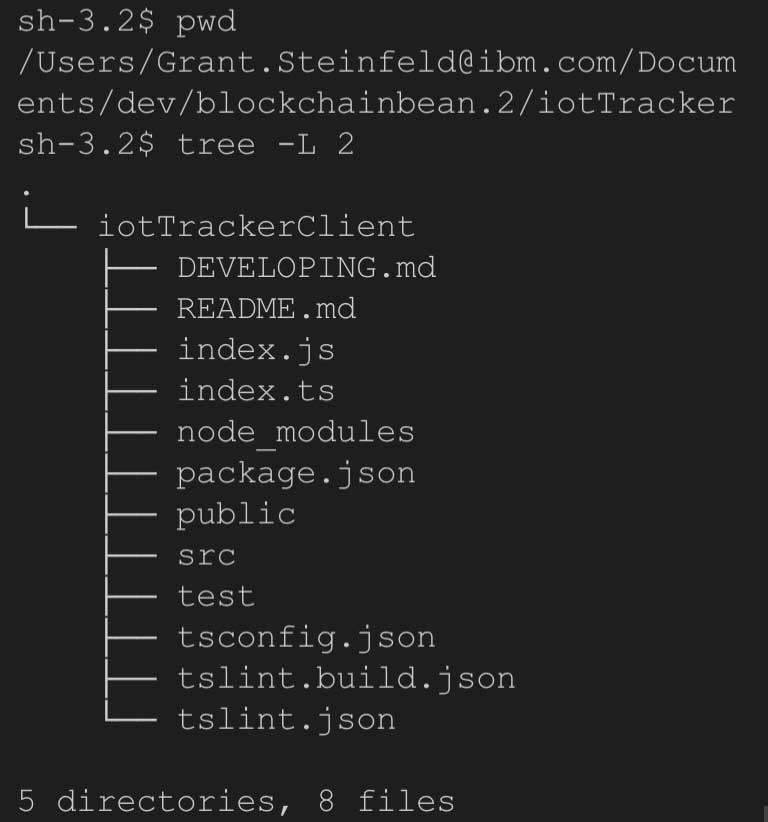 sh-3.2$ pwd
/Users/Grant.Steinfeld@ibm.com/Docum
ents/dev/blockchainbean.2/iotTracker
sh-3.2$ tree -L 2
.
└── iotTrackerClient
    ├── DEVELOPING.md
    ├── README.md
    ├── index.js
    ├── index.ts
    ├── node_modules
    ├── package.json
    ├── public
    ├── src
    ├── test
    ├── tsconfig.json
    ├── tslint.build.json
    └── tslint.json
5 directories, 8 files